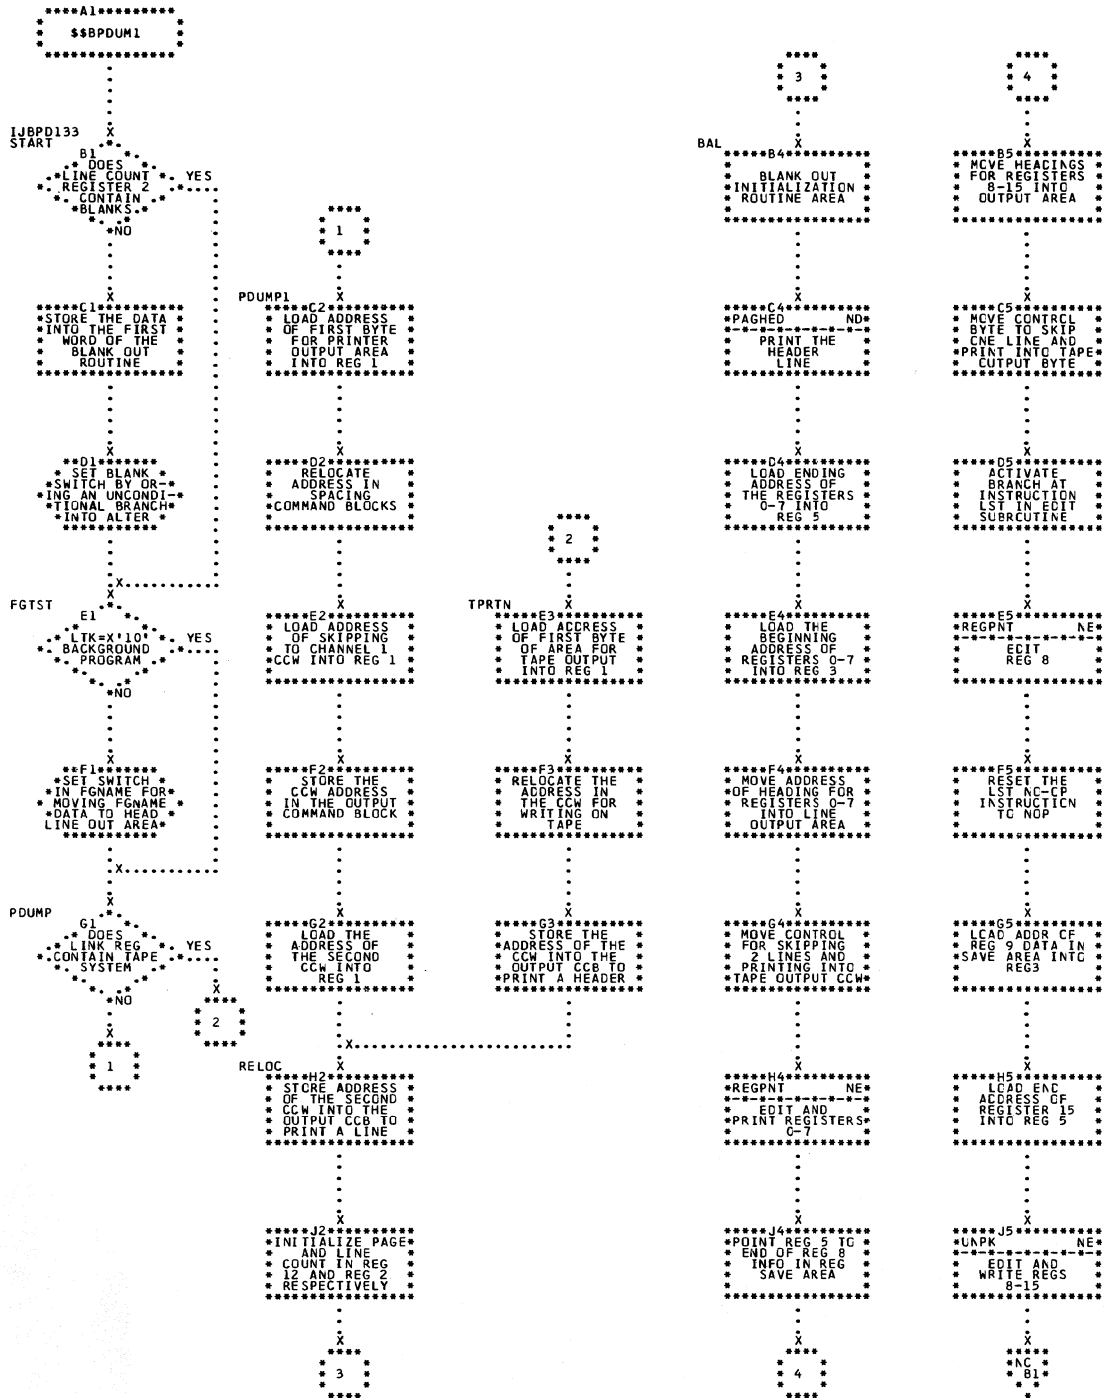 A1
$$BPDUM1
IJBPD133
START
B1
DOES
LINE COUNT
REGISTER 2
CONTAIN
BLANKS
YES
NO
C1
STORE THE DATA
INTO THE FIRST
WORD OF THE
BLANK OUT
ROUTINE
D1
SET BLANK
SWITCH BY OR-
ING AN UNCONDI-
TIONAL BRANCH
INTO ALTER
FGTST
E1
LTK=X'10'
BACKGROUND
PROGRAM
YES
NO
F1
SET SWITCH
IN FGNAME FOR
MOVING FGNAME
DATA TO HEAD
LINE OUT AREA
PDUMP
G1
DOES
LINK REG
CONTAIN TAPE
SYSTEM
YES
NO
2
1
1
PDUMP1
C2
LOAD ADDRESS
OF FIRST BYTE
FOR PRINTER
OUTPUT AREA
INTO REG 1
D2
RELOCATE
ADDRESS IN
SPACING
COMMAND BLOCKS
E2
LOAD ADDRESS
OF SKIPPING
TO CHANNEL 1
CCW INTO REG 1
F2
STORE THE
CCW ADDRESS
IN THE OUTPUT
COMMAND BLOCK
G2
LOAD THE
ADDRESS OF
THE SECOND
CCW INTO
REG 1
RELOC
H2
STORE ADDRESS
OF THE SECOND
CCW INTO THE
OUTPUT CCB TO
PRINT A LINE
J2
INITIALIZE PAGE
AND LINE
COUNT IN REG
12 AND REG 2
RESPECTIVELY
3
2
TPRTN
E3
LOAD ADDRESS
OF FIRST BYTE
OF AREA FOR
TAPE OUTPUT
INTO REG 1
F3
RELOCATE THE
ADDRESS IN
THE CCW FOR
WRITING ON
TAPE
G3
STORE THE
ADDRESS OF THE
CCW INTO THE
OUTPUT CCB TO
PRINT A HEADER
3
BAL
B4
BLANK OUT
INITIALIZATION
ROUTINE AREA
C4
PAGHED ND
PRINT THE
HEADER
LINE
D4
LOAD ENDING
ADDRESS OF
THE REGISTERS
0-7 INTO
REG 5
E4
LOAD THE
BEGINNING
ADDRESS OF
REGISTERS 0-7
INTO REG 3
F4
MOVE ADDRESS
OF HEADING FOR
REGISTERS 0-7
INTO LINE
OUTPUT AREA
G4
MOVE CONTROL
FOR SKIPPING
2 LINES AND
PRINTING INTO
TAPE OUTPUT CCW
H4
REGPNT NE
EDIT AND
PRINT REGISTERS
0-7
J4
POINT REG 5 TO
END OF REG 8
INFO IN REG
SAVE AREA
4
4
B5
MOVE HEADINGS
FOR REGISTERS
8-15 INTO
OUTPUT AREA
C5
MOVE CONTROL
BYTE TO SKIP
ONE LINE AND
PRINT INTO TAPE
OUTPUT BYTE
D5
ACTIVATE
BRANCH AT
INSTRUCTION
LST IN EDIT
SUBROUTINE
E5
REGPNT NE
EDIT
REG 8
F5
RESET THE
LST NO-OP
INSTRUCTION
TO NOP
G5
LOAD ADDR OF
REG 9 DATA IN
SAVE AREA INTO
REG3
H5
LOAD END
ADDRESS OF
REGISTER 15
INTO REG 5
J5
UNPK NE
EDIT AND
WRITE REGS
8-15
NC
B1